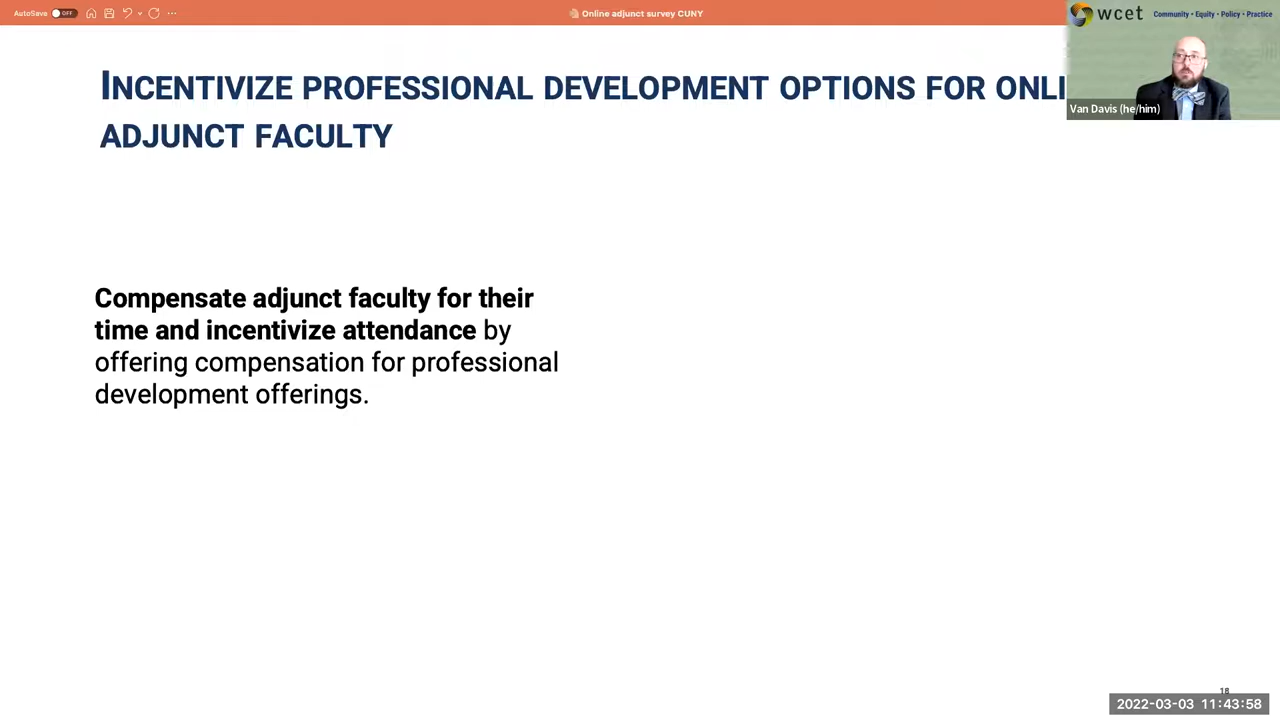 AutoSave OFF
Online adjunct survey CUNY
wcet Community • Equity • Policy • Practice
INCENTIVIZE PROFESSIONAL DEVELOPMENT OPTIONS FOR ONLI
ADJUNCT FACULTY
Van Davis (he/him)
Compensate adjunct faculty for their
time and incentivize attendance by
offering compensation for professional
development offerings.
18
2022-03-03 11:43:58